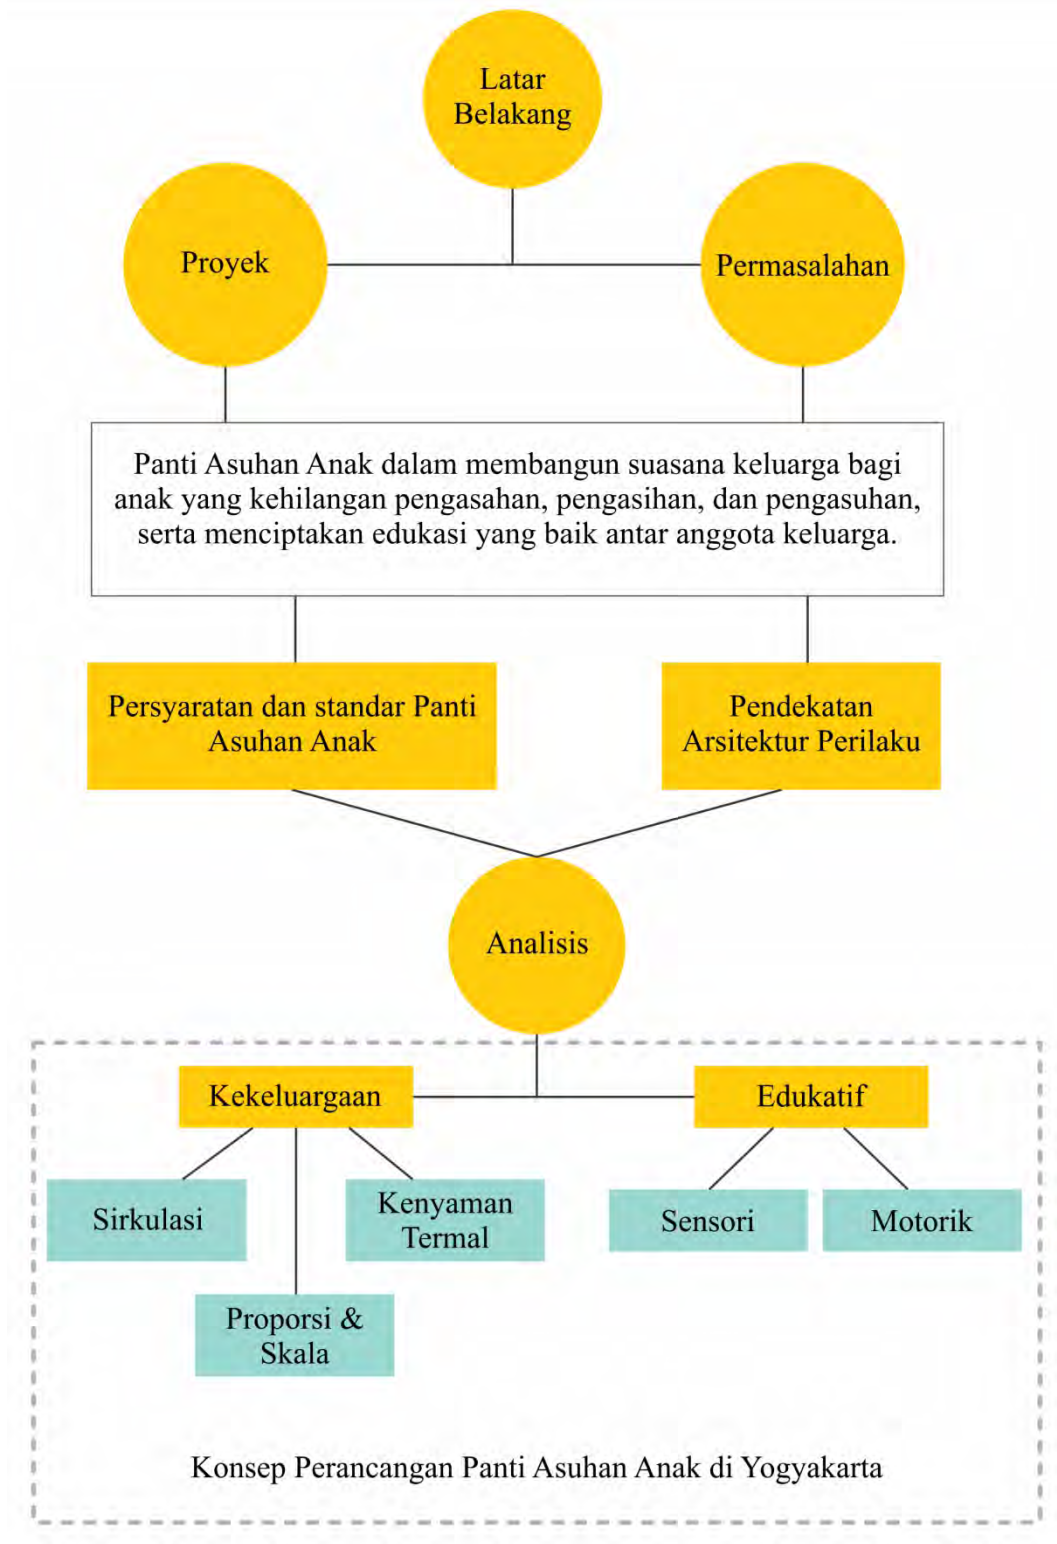 Latar
Belakang
Proyek
Permasalahan
Panti Asuhan Anak dalam membangun suasana keluarga bagi
anak yang kehilangan pengasahan, pengasihan, dan pengasuhan,
serta menciptakan edukasi yang baik antar anggota keluarga.
Persyaratan dan standar Panti
Asuhan Anak
Pendekatan
Arsitektur Perilaku
Analisis
Kekeluargaan
Edukatif
Sirkulasi
Kenyaman
Termal
Sensori
Motorik
Proporsi &
Skala
Konsep Perancangan Panti Asuhan Anak di Yogyakarta